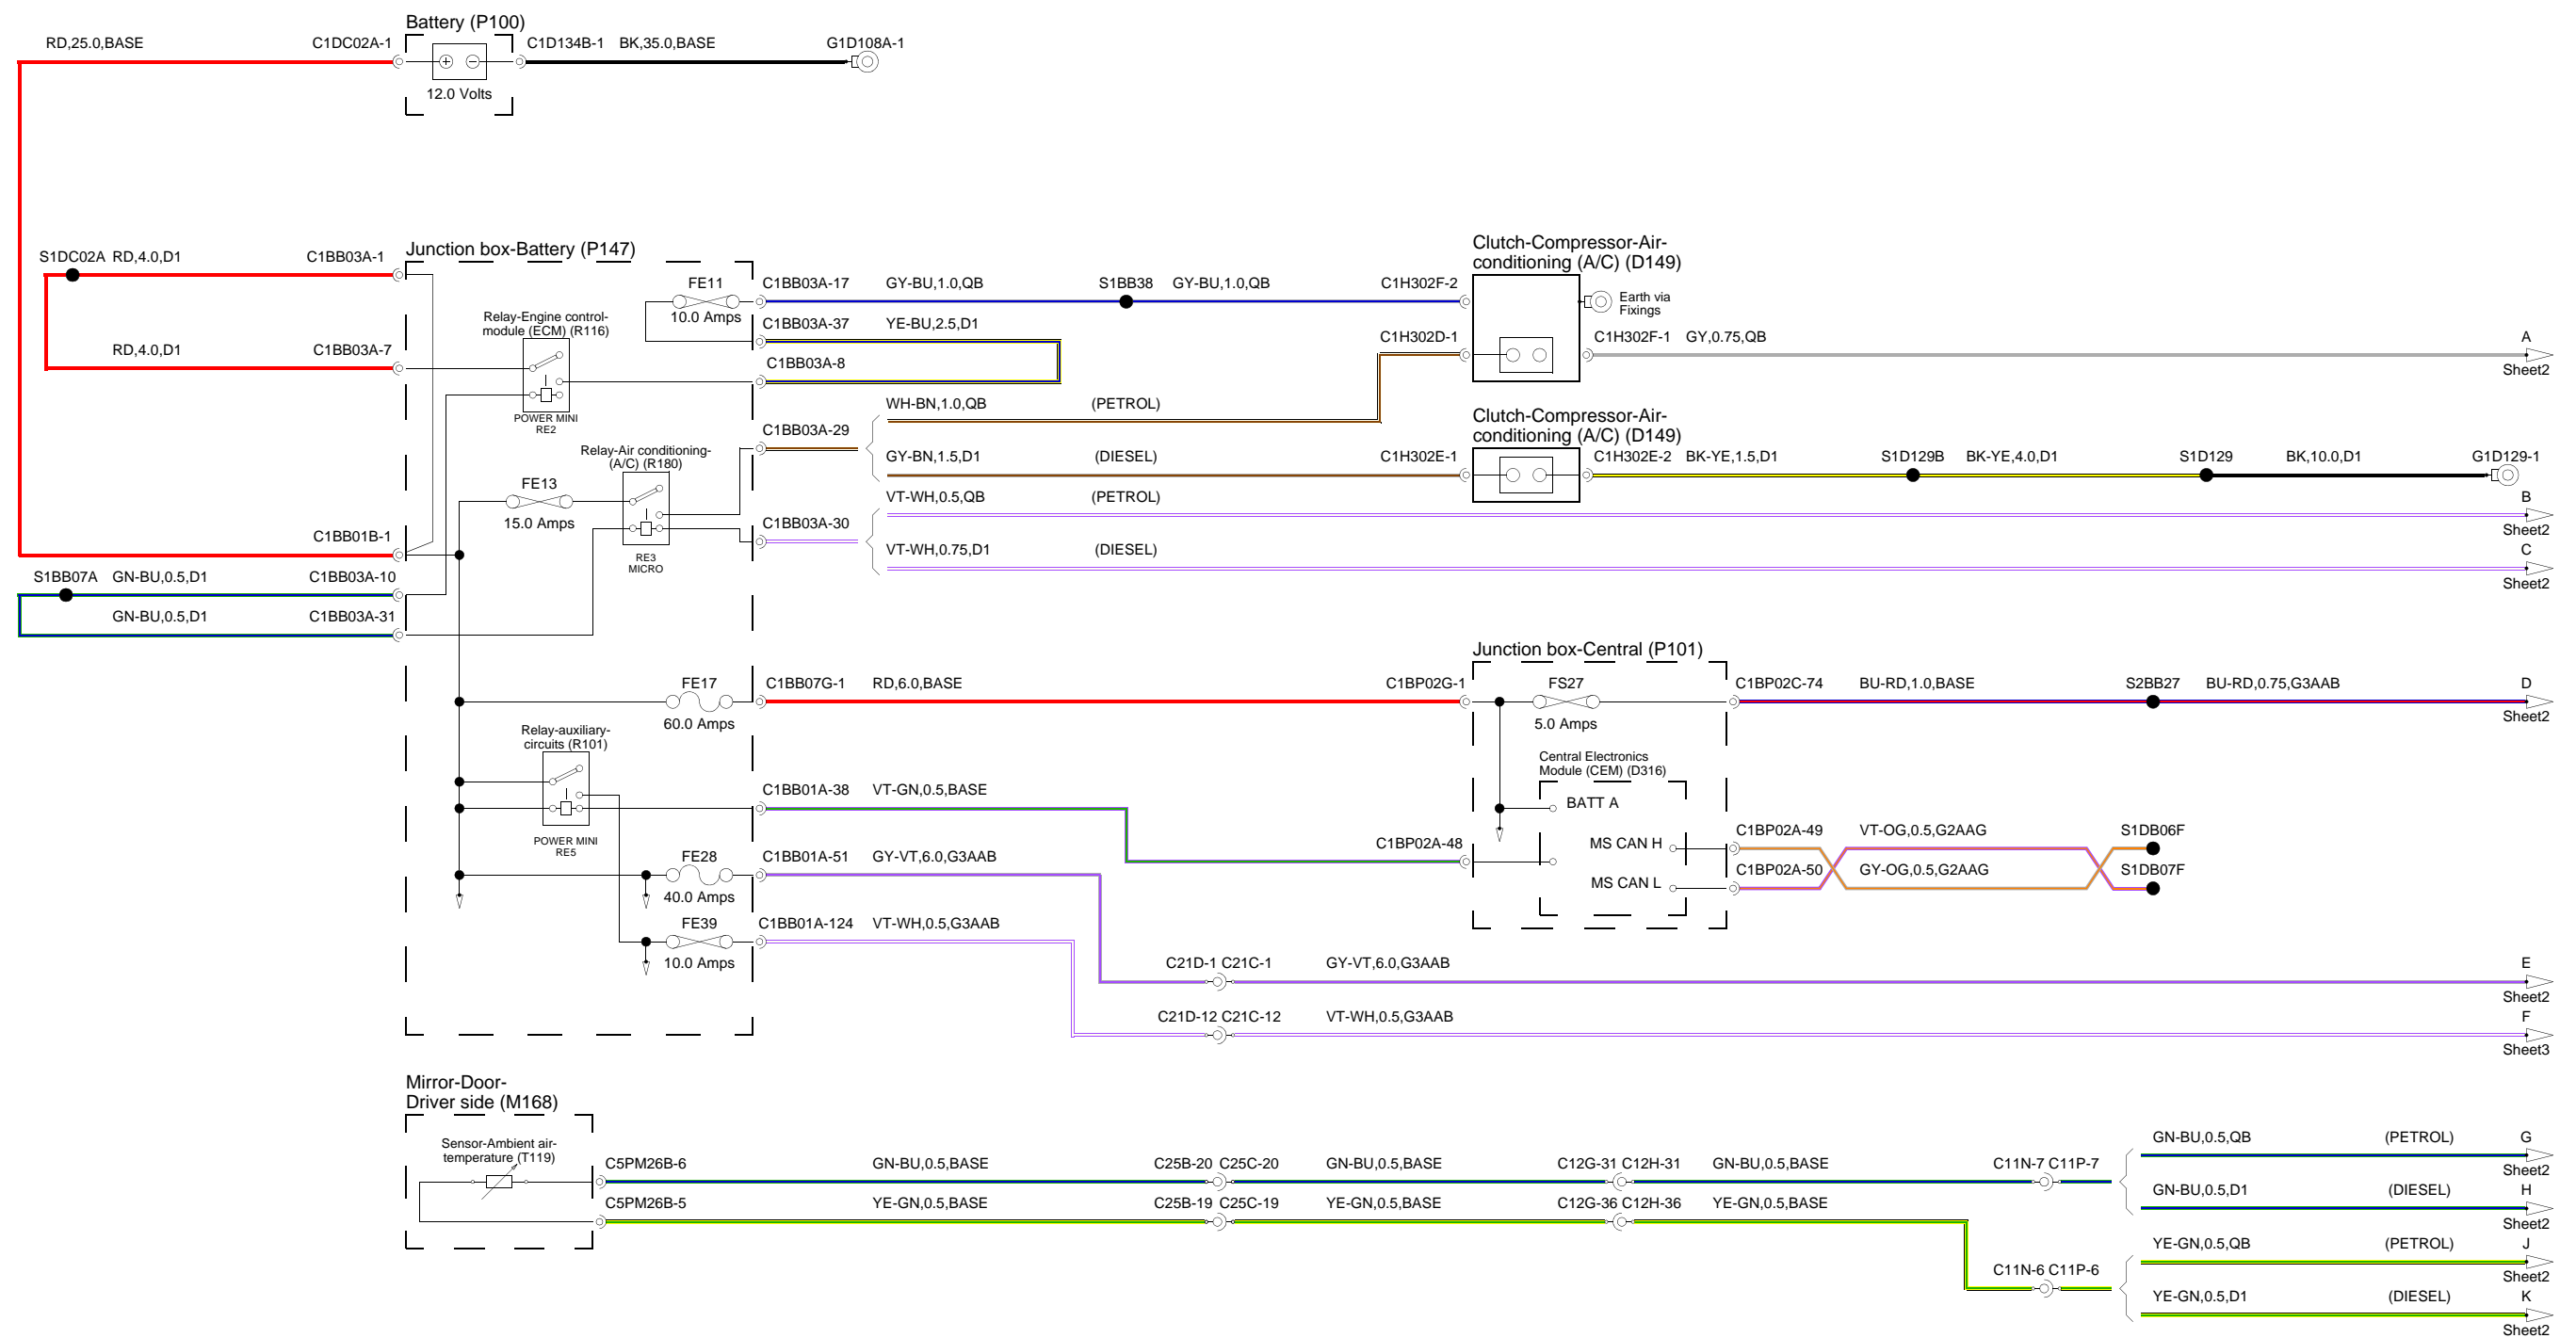 Battery (P100)
RD,25.0,BASE
C1DC02A-1
C1D134B-1
BK,35.0,BASE
G1D108A-1
12.0 Volts
Junction box-Battery (P147)
S1DC02A
RD,4.0,D1
C1BB03A-1
RD,4.0,D1
C1BB03A-7
Relay-Engine control-
module (ECM) (R116)
POWER MINI
RE2
FE11
10.0 Amps
C1BB03A-17
GY-BU,1.0,QB
S1BB38
GY-BU,1.0,QB
C1H302F-2
C1BB03A-37
YE-BU,2.5,D1
C1BB03A-8
Clutch-Compressor-Air-
conditioning (A/C) (D149)
Earth via
Fixings
C1H302D-1
C1H302F-1
GY,0.75,QB
A
Sheet2
WH-BN,1.0,QB
(PETROL)
C1BB03A-29
GY-BN,1.5,D1
(DIESEL)
C1H302E-1
Clutch-Compressor-Air-
conditioning (A/C) (D149)
C1H302E-2
BK-YE,1.5,D1
S1D129B
BK-YE,4.0,D1
S1D129
BK,10.0,D1
G1D129-1
Relay-Air conditioning-
(A/C) (R180)
RE3
MICRO
FE13
15.0 Amps
VT-WH,0.5,QB
(PETROL)
B
Sheet2
C1BB03A-30
VT-WH,0.75,D1
(DIESEL)
C
Sheet2
C1BB01B-1
S1BB07A
GN-BU,0.5,D1
C1BB03A-10
GN-BU,0.5,D1
C1BB03A-31
FE17
60.0 Amps
C1BB07G-1
RD,6.0,BASE
C1BP02G-1
Junction box-Central (P101)
FS27
5.0 Amps
C1BP02C-74
BU-RD,1.0,BASE
S2BB27
BU-RD,0.75,G3AAB
D
Sheet2
Relay-auxiliary-
circuits (R101)
POWER MINI
RE5
C1BB01A-38
VT-GN,0.5,BASE
C1BP02A-48
Central Electronics
Module (CEM) (D316)
BATT A
MS CAN H
MS CAN L
C1BP02A-49
VT-OG,0.5,G2AAG
S1DB06F
C1BP02A-50
GY-OG,0.5,G2AAG
S1DB07F
FE28
40.0 Amps
C1BB01A-51
GY-VT,6.0,G3AAB
FE39
10.0 Amps
C1BB01A-124
VT-WH,0.5,G3AAB
C21D-1 C21C-1
GY-VT,6.0,G3AAB
E
Sheet2
C21D-12 C21C-12
VT-WH,0.5,G3AAB
F
Sheet3
Mirror-Door-
Driver side (M168)
Sensor-Ambient air-
temperature (T119)
C5PM26B-6
GN-BU,0.5,BASE
C25B-20 C25C-20
GN-BU,0.5,BASE
C12G-31 C12H-31
GN-BU,0.5,BASE
C11N-7 C11P-7
GN-BU,0.5,QB
(PETROL)
G
Sheet2
GN-BU,0.5,D1
(DIESEL)
H
Sheet2
C5PM26B-5
YE-GN,0.5,BASE
C25B-19 C25C-19
YE-GN,0.5,BASE
C12G-36 C12H-36
YE-GN,0.5,BASE
C11N-6 C11P-6
YE-GN,0.5,QB
(PETROL)
J
Sheet2
YE-GN,0.5,D1
(DIESEL)
K
Sheet2